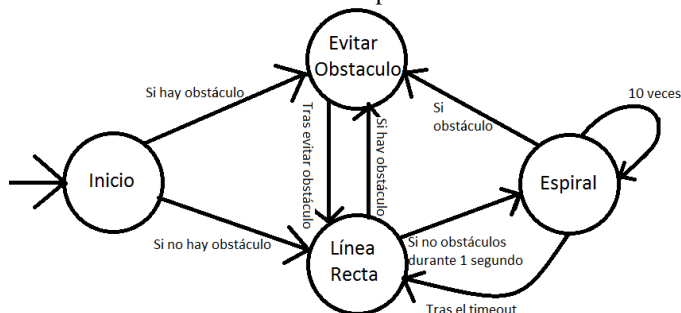 Evitar
Obstaculo
Si hay obstáculo
Tras evitar obstáculo
Si hay obstáculo
Si
obstáculo
10 veces
Inicio
Espiral
Si no hay obstáculo
Línea
Recta
Si no obstáculos
durante 1 segundo
Tras el timeout